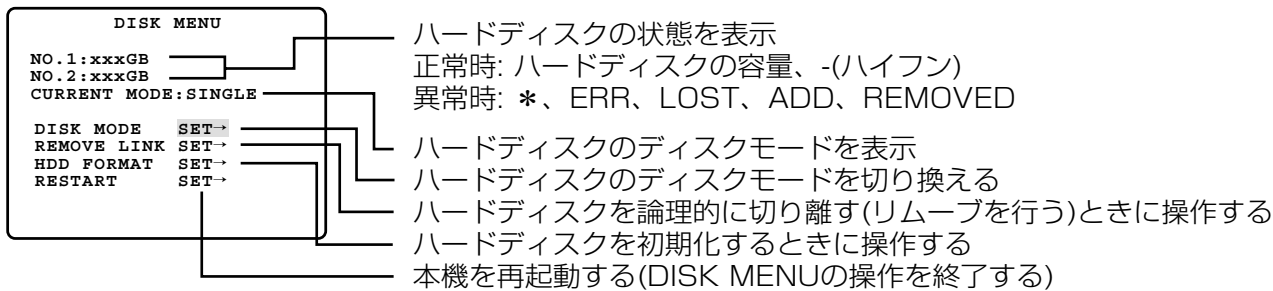 DISK MENU
NO.1:xxxGB
NO.2:xxxGB
CURRENT MODE:SINGLE
DISK MODE SET→
REMOVE LINK SET→
HDD FORMAT SET→
RESTART SET→
ハードディスクの状態を表示
正常時: ハードディスクの容量、-(ハイフン)
異常時: ＊、ERR、LOST、ADD、REMOVED
ハードディスクのディスクモードを表示
ハードディスクのディスクモードを切り換える
ハードディスクを論理的に切り離す(リムーブを行う)ときに操作する
ハードディスクを初期化するときに操作する
本機を再起動する(DISK MENUの操作を終了する)